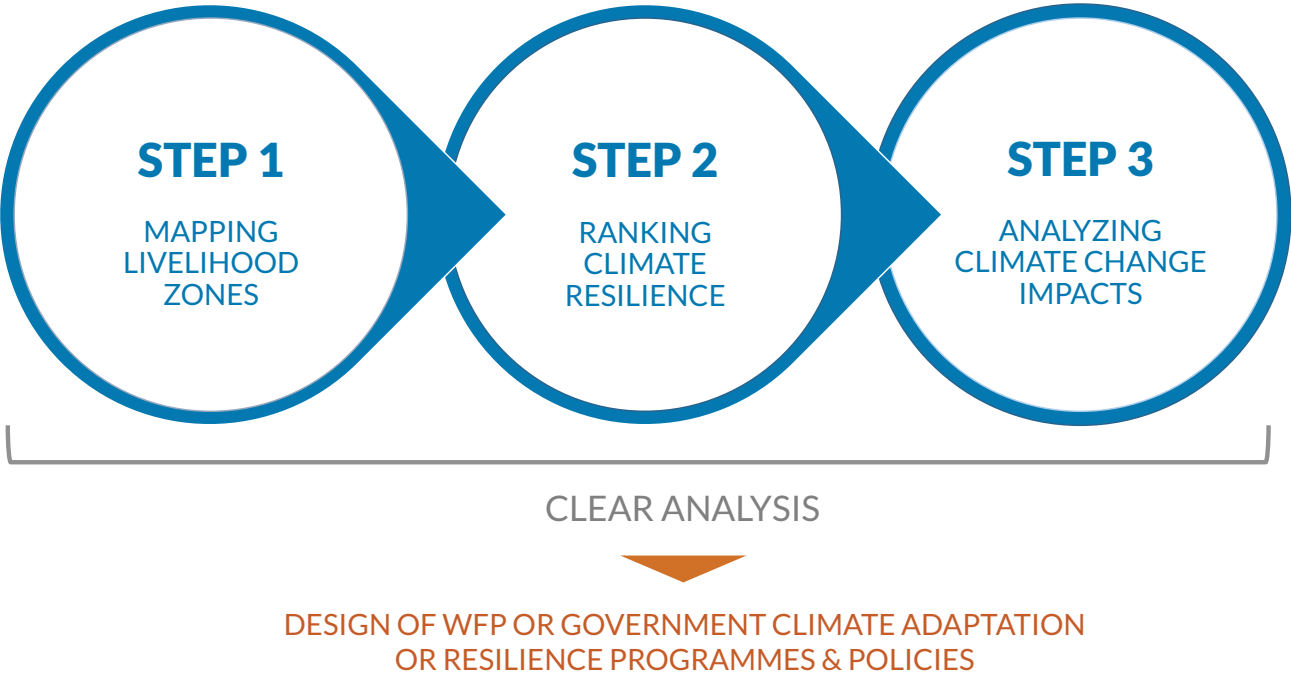 STEP 1
MAPPING
LIVELIHOOD
ZONES
STEP 2
RANKING
CLIMATE
RESILIENCE
STEP 3
ANALYZING
CLIMATE CHANGE
IMPACTS
CLEAR ANALYSIS
DESIGN OF WFP OR GOVERNMENT CLIMATE ADAPTATION
OR RESILIENCE PROGRAMMES & POLICIES